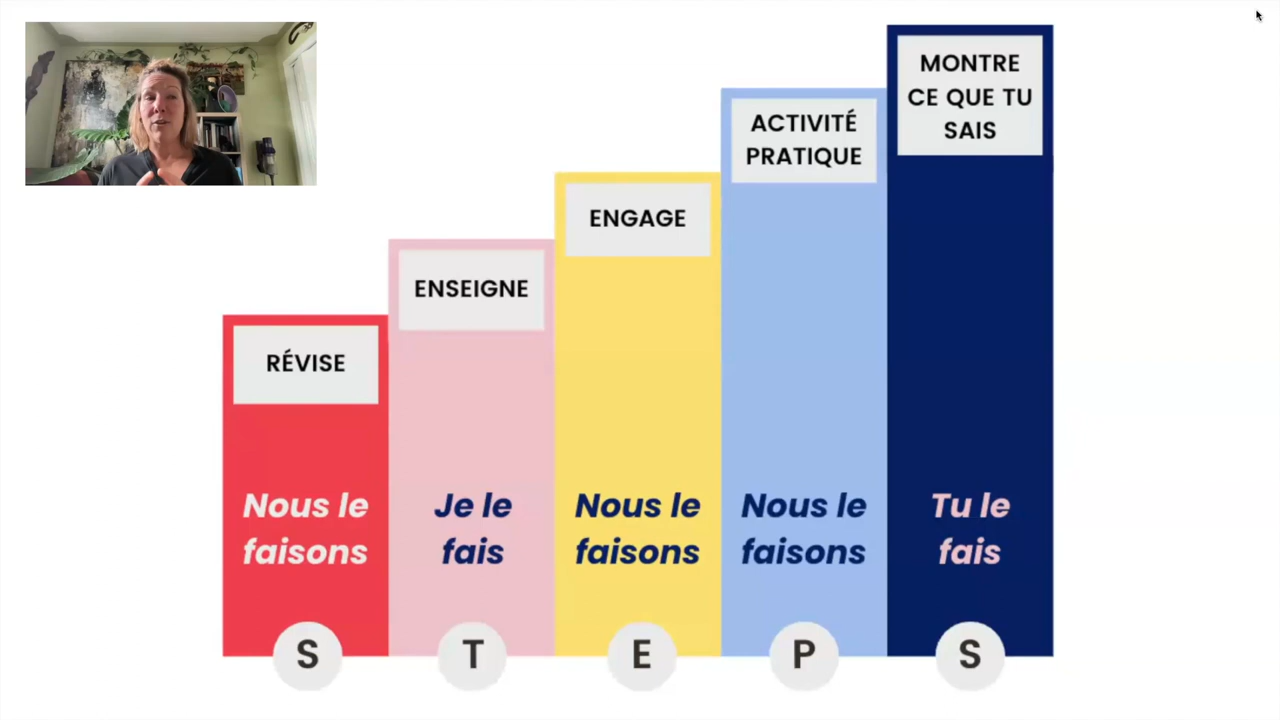 RÉVISE
Nous le
faisons
S
ENSEIGNE
Je le
fais
T
ENGAGE
Nous le
faisons
E
ACTIVITÉ
PRATIQUE
Nous le
faisons
P
MONTRE
CE QUE TU
SAIS
Tu le
fais
S